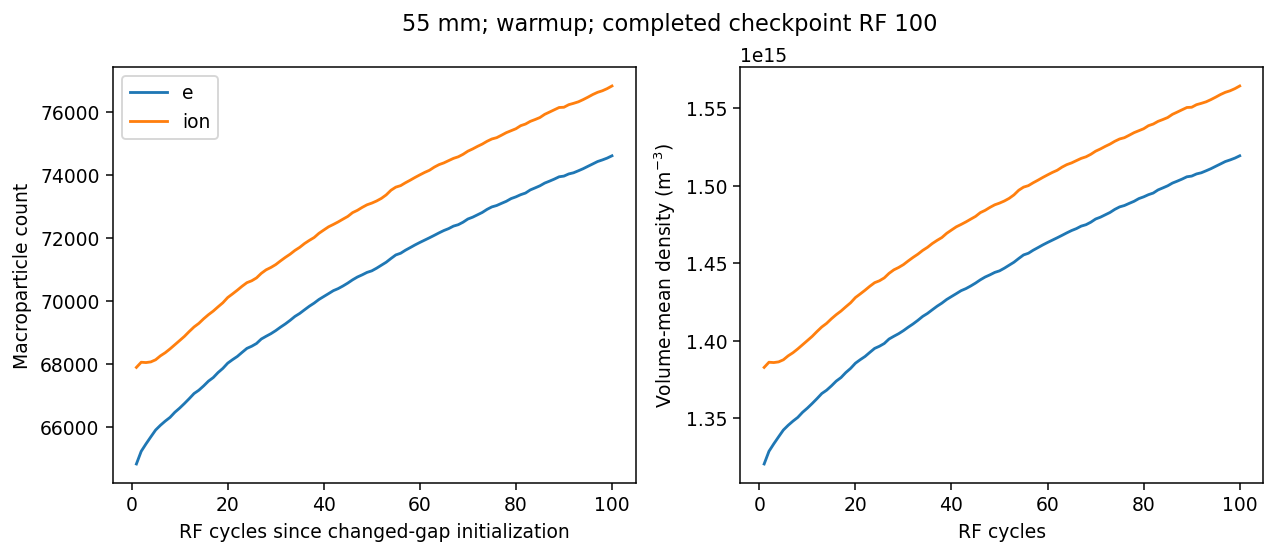 55 mm; warmup; completed checkpoint RF 100
e
ion
76000
74000
72000
70000
68000
66000
Macroparticle count
0 20 40 60 80 100
RF cycles since changed-gap initialization
1e15
1.55
1.50
1.45
1.40
1.35
Volume-mean density (m⁻³)
0 20 40 60 80 100
RF cycles